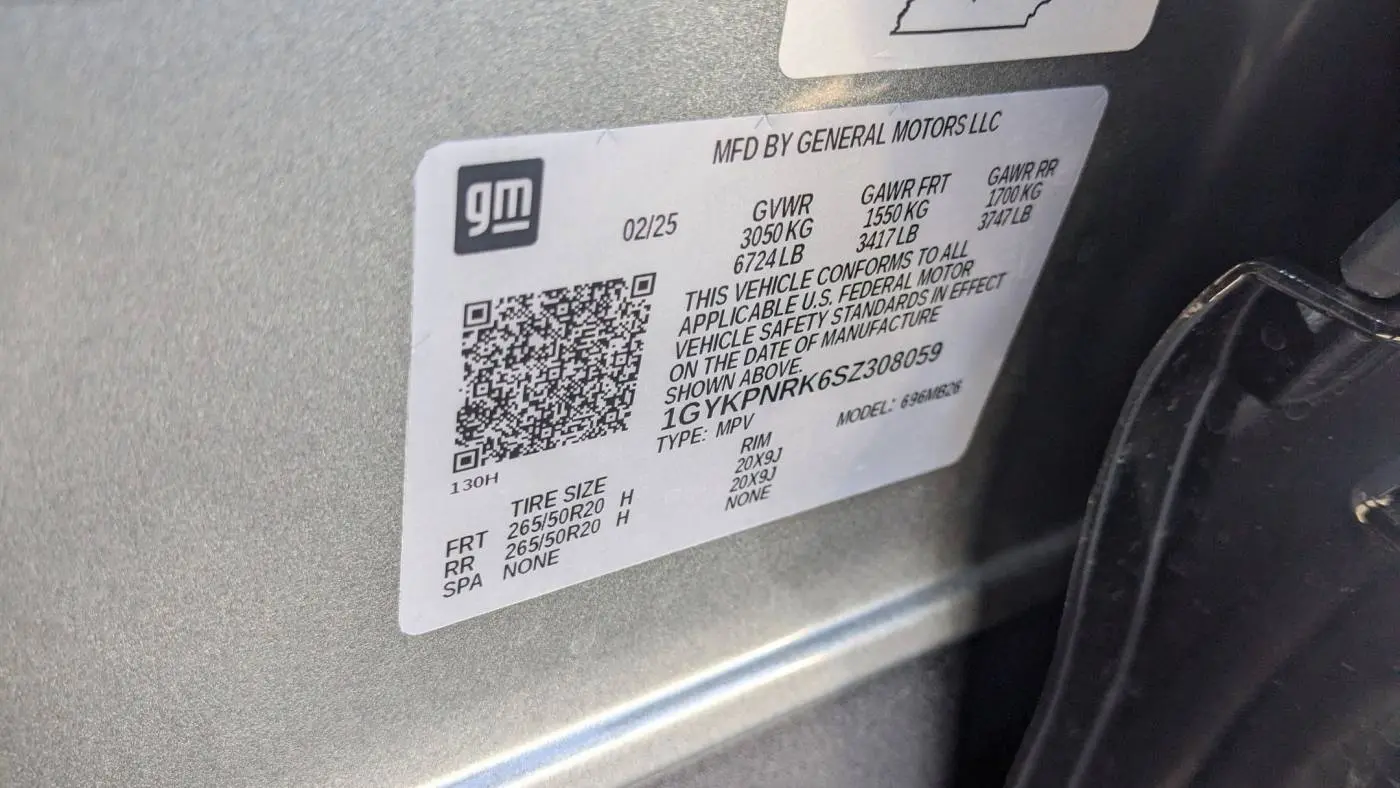 MFD BY GENERAL MOTORS LLC
gm
02/25
GVWR
3050 KG
6724 LB
GAWR FRT
1550 KG
3417 LB
GAWR RR
1700 KG
3747 LB
THIS VEHICLE CONFORMS TO ALL
APPLICABLE U.S. FEDERAL MOTOR
VEHICLE SAFETY STANDARDS IN EFFECT
ON THE DATE OF MANUFACTURE
SHOWN ABOVE.
1GYKPNRK6SZ308059
TYPE: MPV MODEL: 696MB26
130H
TIRE SIZE RIM
FRT 265/50R20 H 20X9J
RR 265/50R20 H 20X9J
SPA NONE NONE